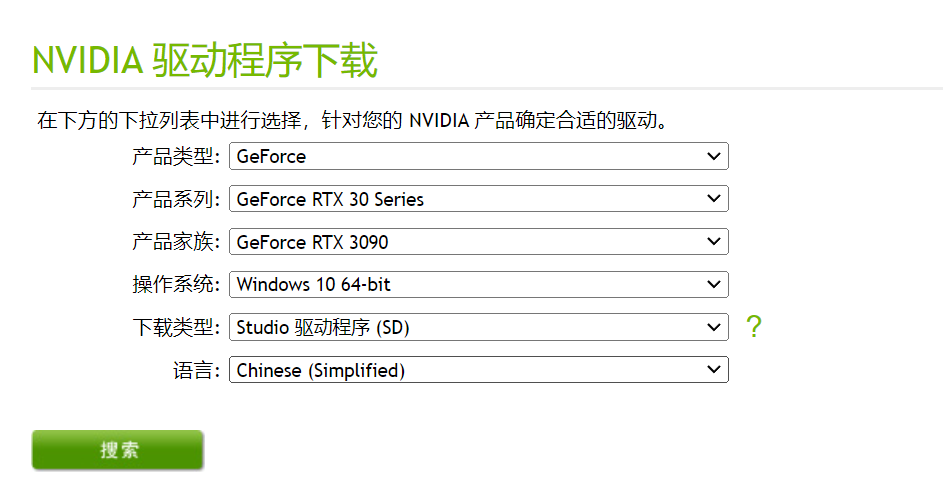 NVIDIA 驱动程序下载
在下方的下拉列表中进行选择，针对您的 NVIDIA 产品确定合适的驱动。
产品类型: GeForce
产品系列: GeForce RTX 30 Series
产品家族: GeForce RTX 3090
操作系统: Windows 10 64-bit
下载类型: Studio 驱动程序 (SD) ?
语言: Chinese (Simplified)
搜索